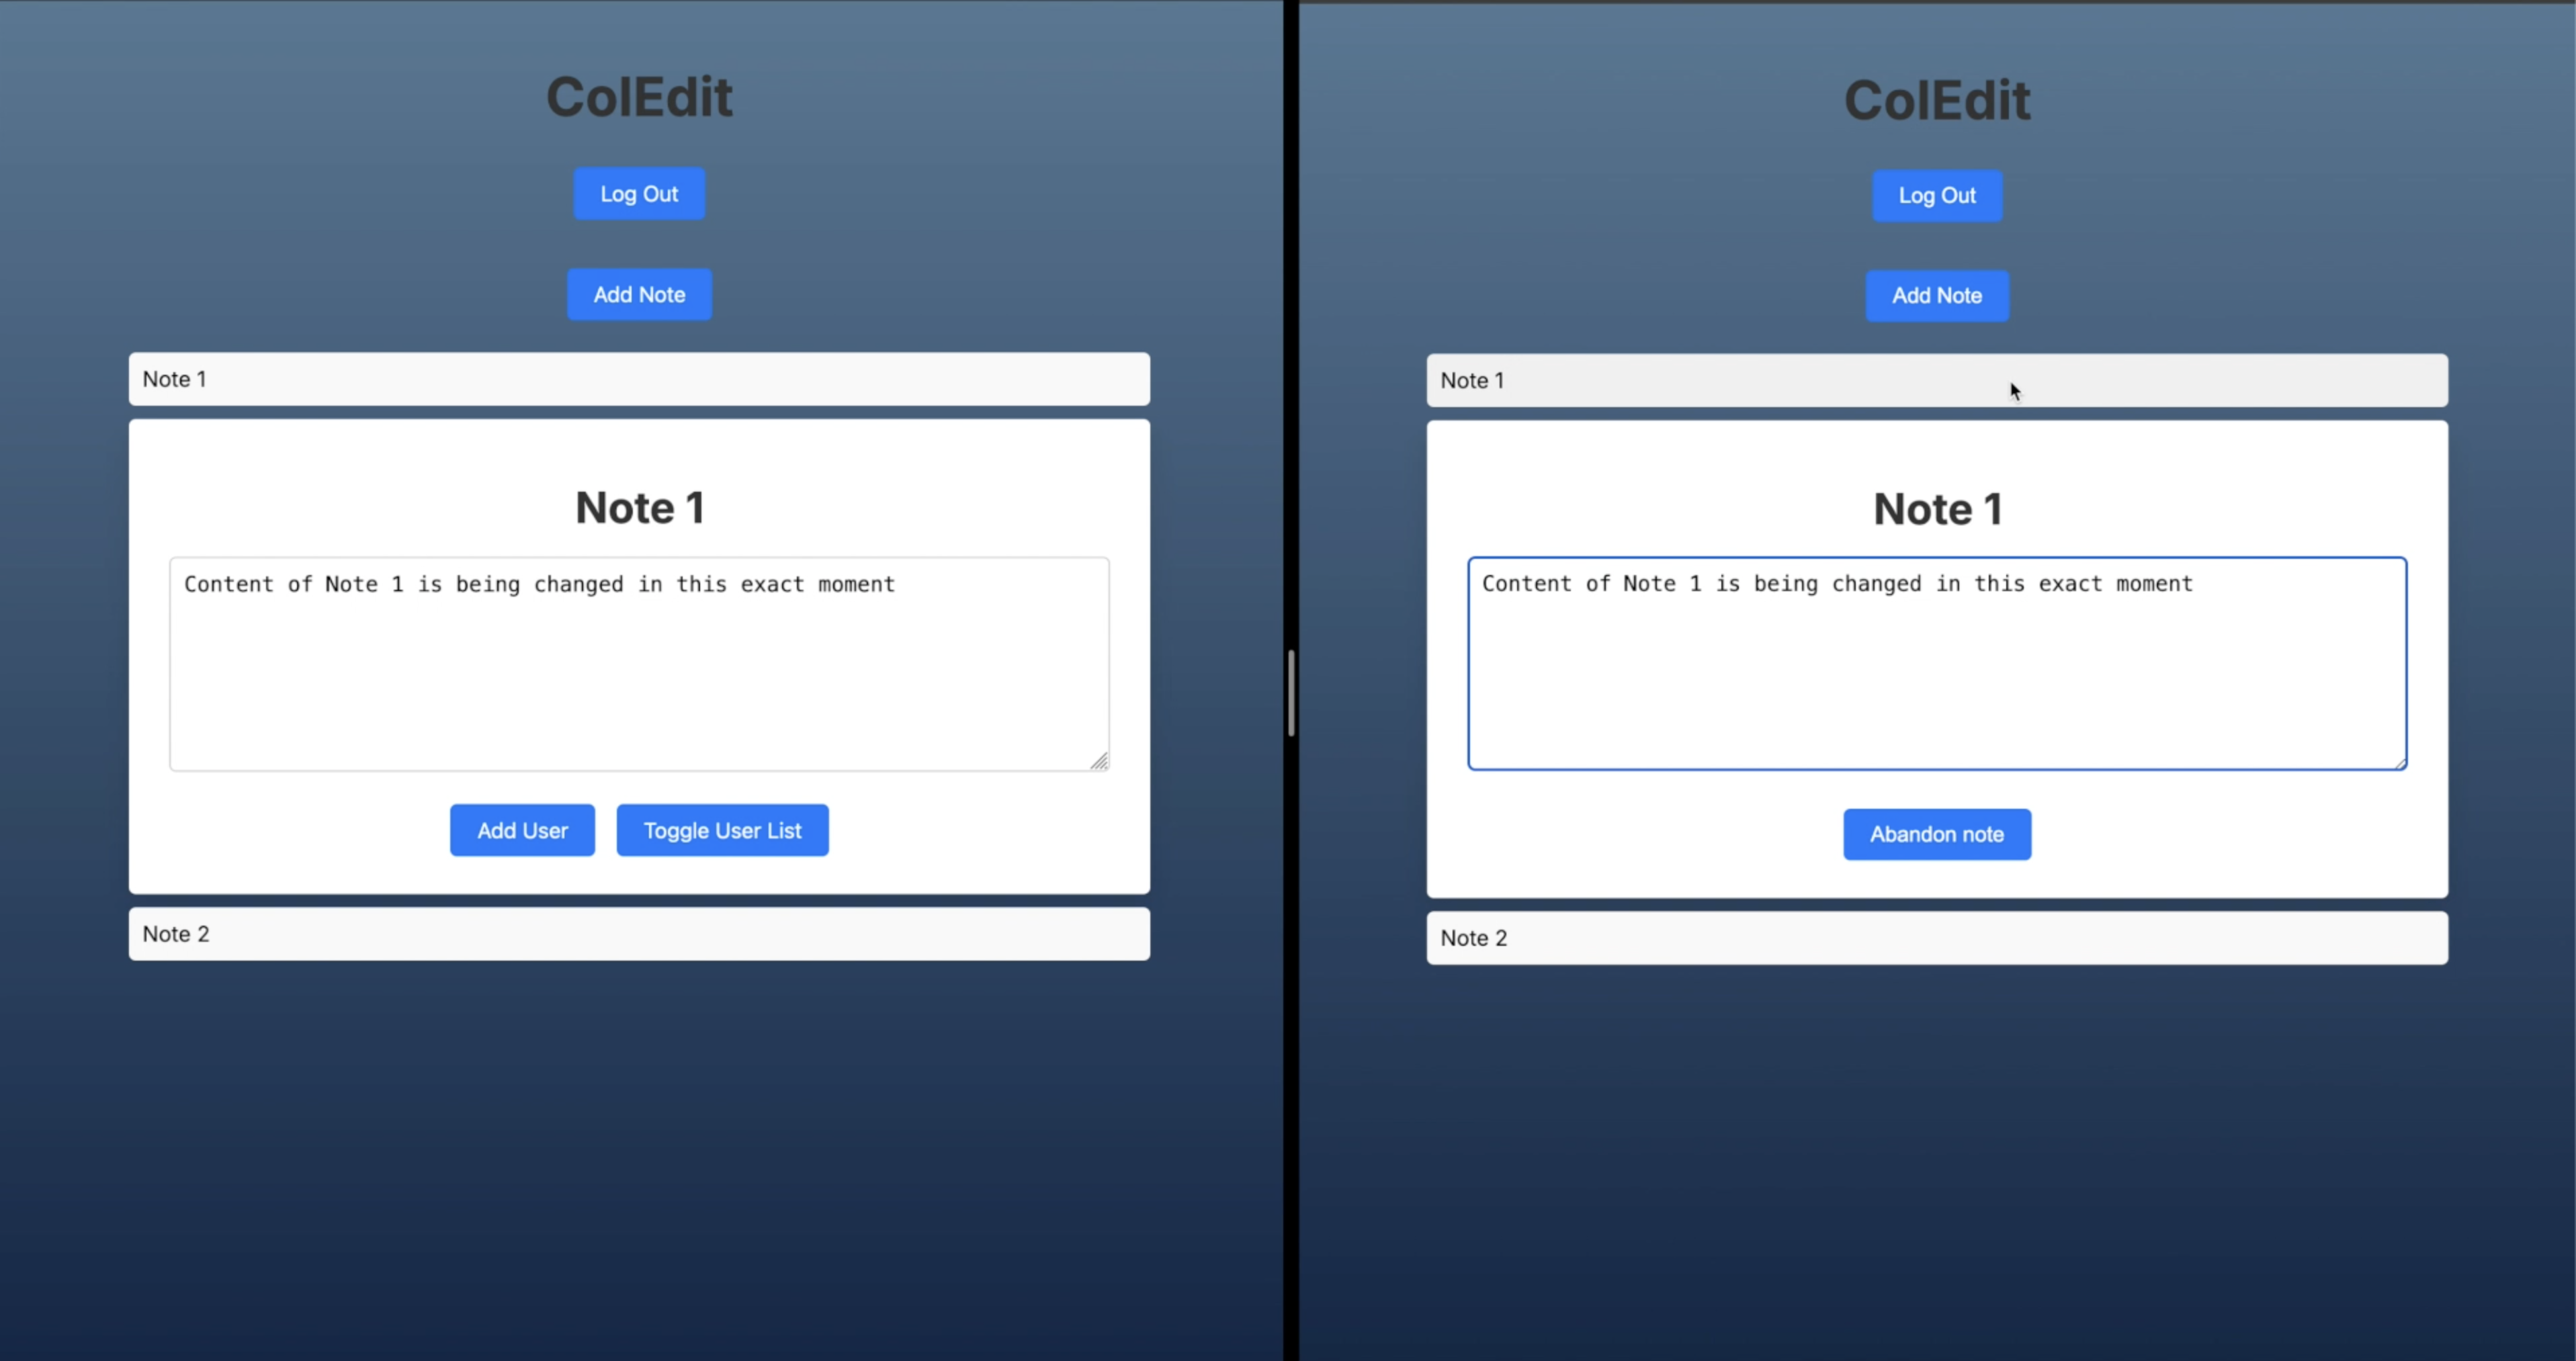 ColEdit
Log Out
Add Note
Note 1
Note 1
Content of Note 1 is being changed in this exact moment
Add User
Toggle User List
Note 2
ColEdit
Log Out
Add Note
Note 1
Note 1
Content of Note 1 is being changed in this exact moment
Abandon note
Note 2